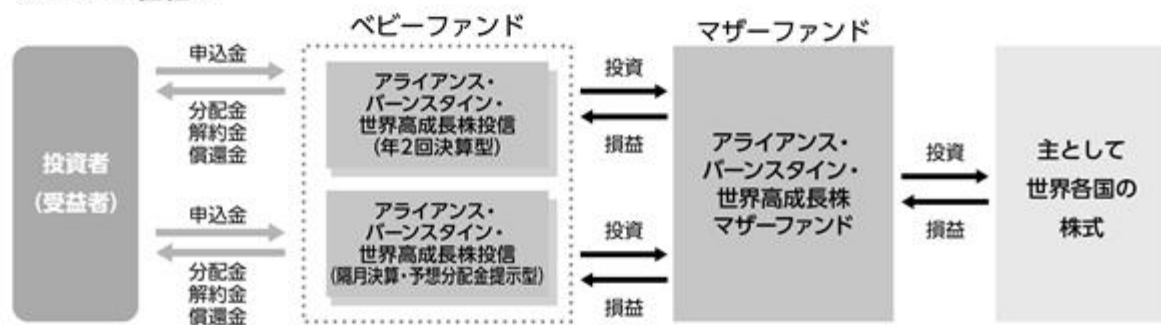 ベビーファンド
マザーファンド
投資者
(受益者)
申込金
分配金
解約金
償還金
申込金
分配金
解約金
償還金
アライアンス・
バーンスタイン・
世界高成長株投信
(年2回決算型)
アライアンス・
バーンスタイン・
世界高成長株投信
(隔月決算・予想分配金提示型)
投資
損益
投資
損益
アライアンス・
バーンスタイン・
世界高成長株
マザーファンド
投資
損益
主として
世界各国の
株式